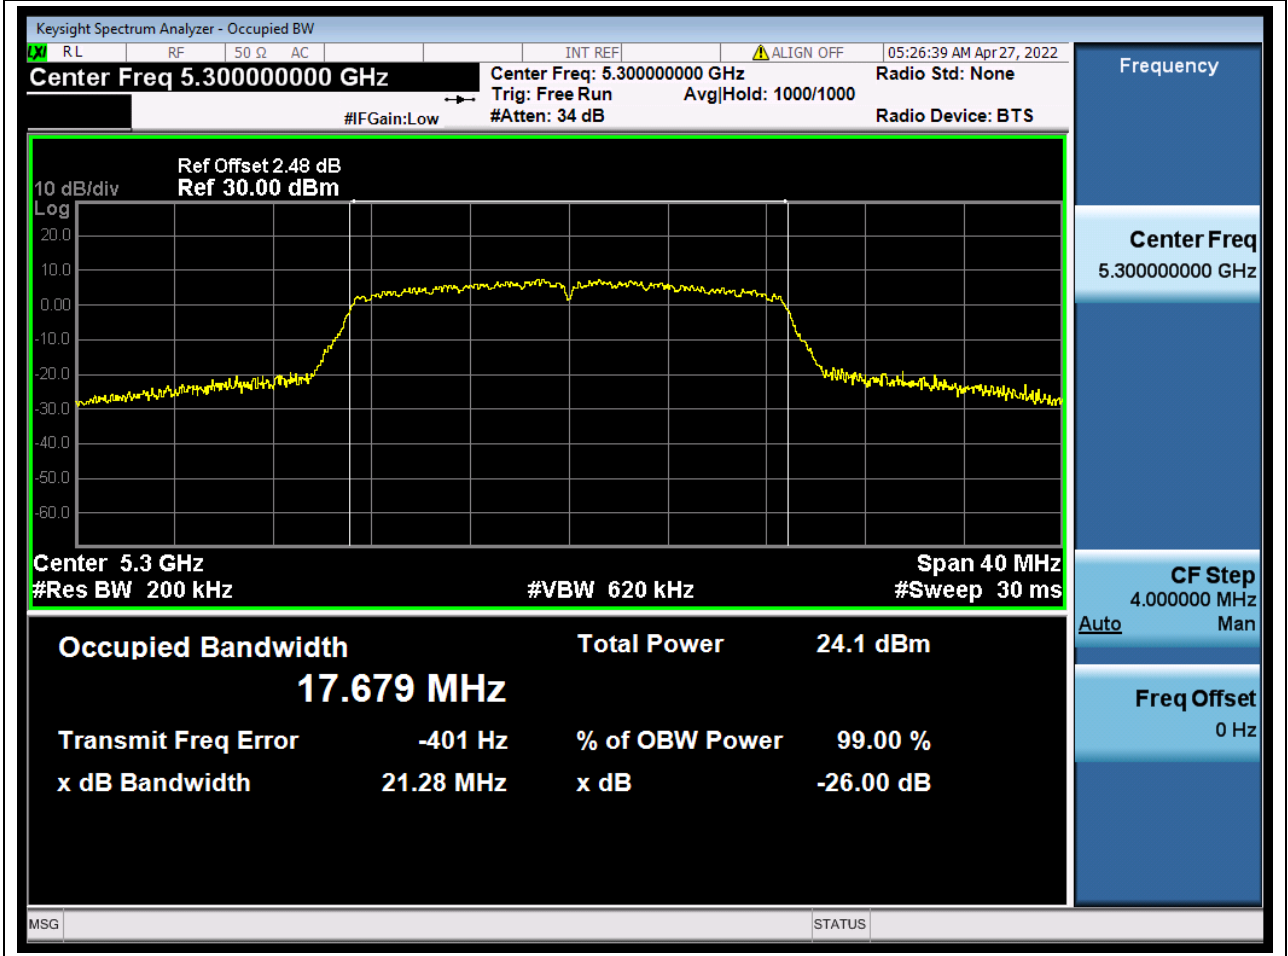 Keysight Spectrum Analyzer - Occupied BW
LXI RL RF 50 Ω AC INT REF ALIGN OFF 05:26:39 AM Apr 27, 2022
Center Freq 5.300000000 GHz
Center Freq: 5.300000000 GHz
Radio Std: None
Trig: Free Run Avg|Hold: 1000/1000
#IFGain:Low
#Atten: 34 dB
Radio Device: BTS
Ref Offset 2.48 dB
10 dB/div Ref 30.00 dBm
Log
20.0
10.0
0.00
-10.0
-20.0
-30.0
-40.0
-50.0
-60.0
Center 5.3 GHz Span 40 MHz
#Res BW 200 kHz #VBW 620 kHz #Sweep 30 ms
Occupied Bandwidth Total Power 24.1 dBm
17.679 MHz
Transmit Freq Error -401 Hz % of OBW Power 99.00 %
x dB Bandwidth 21.28 MHz x dB -26.00 dB
MSG STATUS
Frequency
Center Freq
5.300000000 GHz
CF Step
4.000000 MHz
Auto Man
Freq Offset
0 Hz